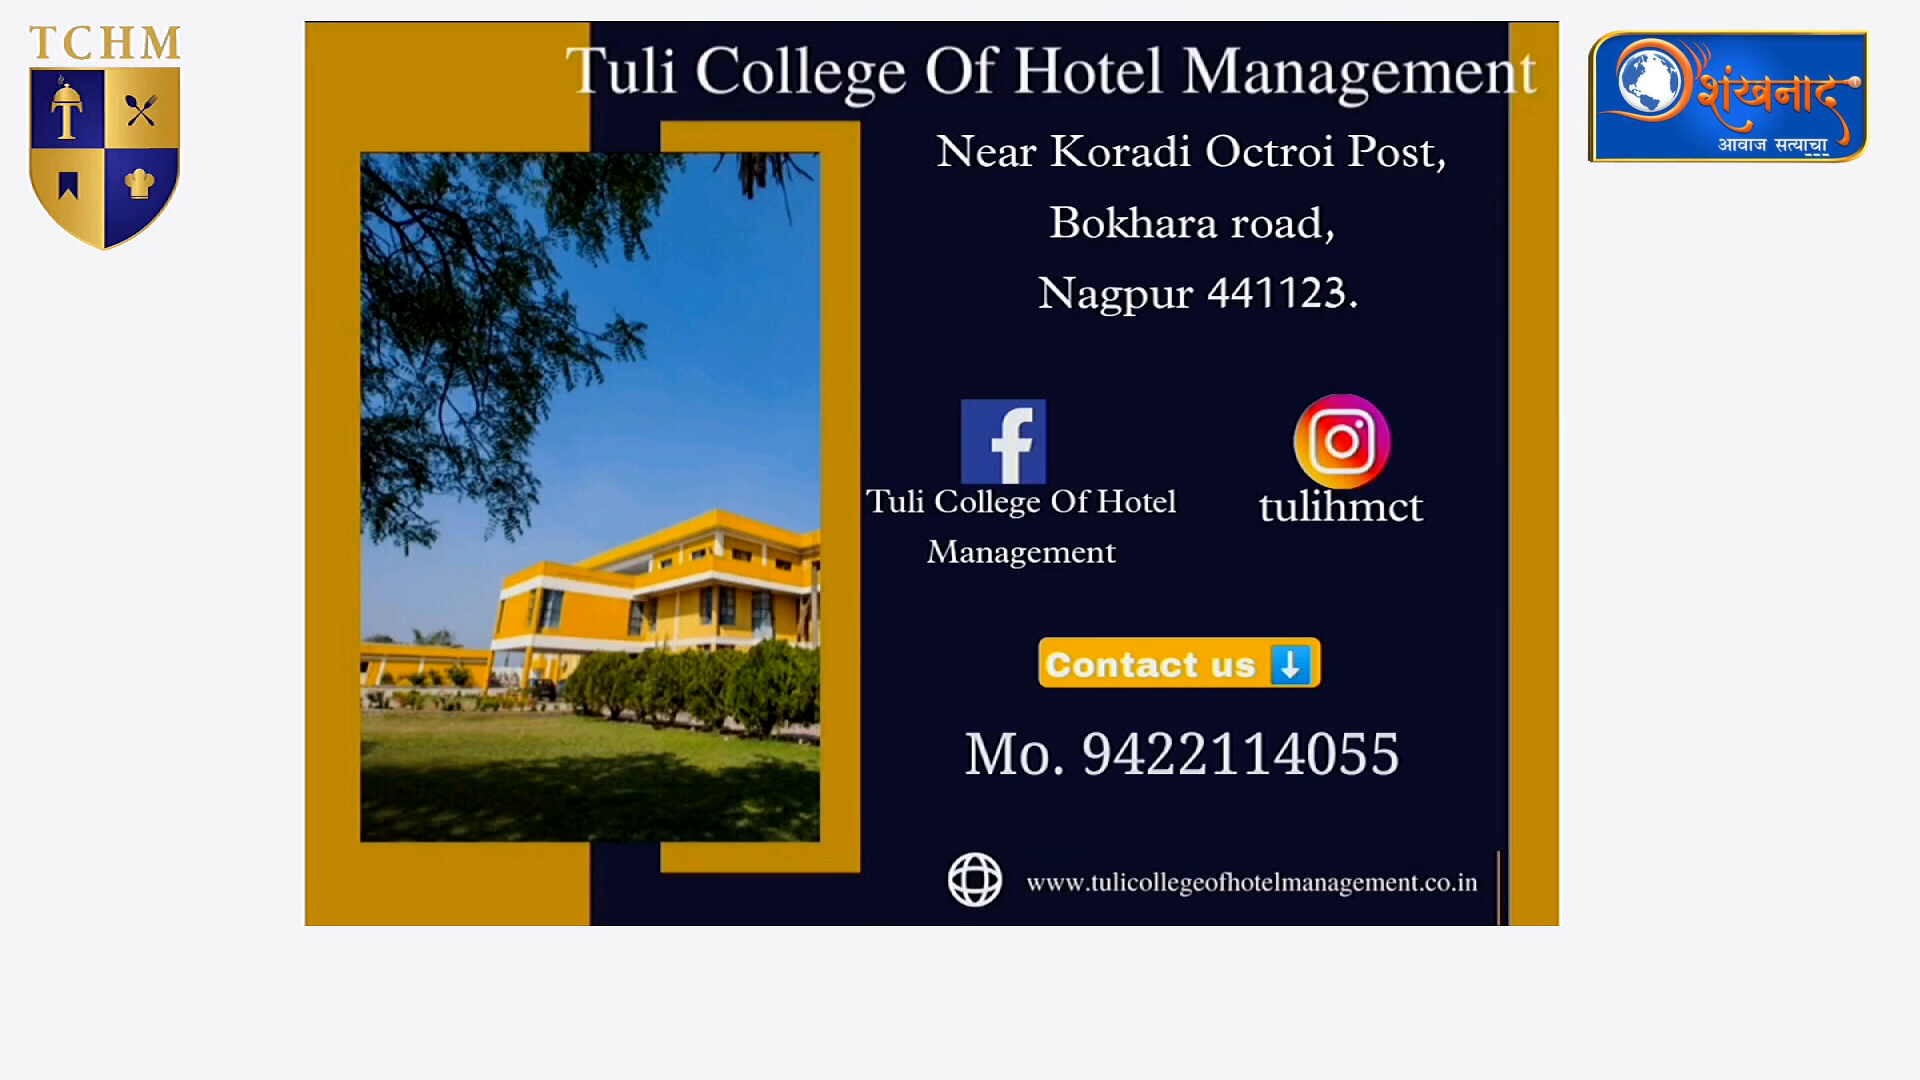 TCHM
T
Tuli College Of Hotel Management
शंखनाद
आवाज सत्याचा
Near Koradi Octroi Post,
Bokhara road,
Nagpur 441123.
Tuli College Of Hotel
Management
tulihmct
Contact us
Mo. 9422114055
www.tulicollegeofhotelmanagement.co.in